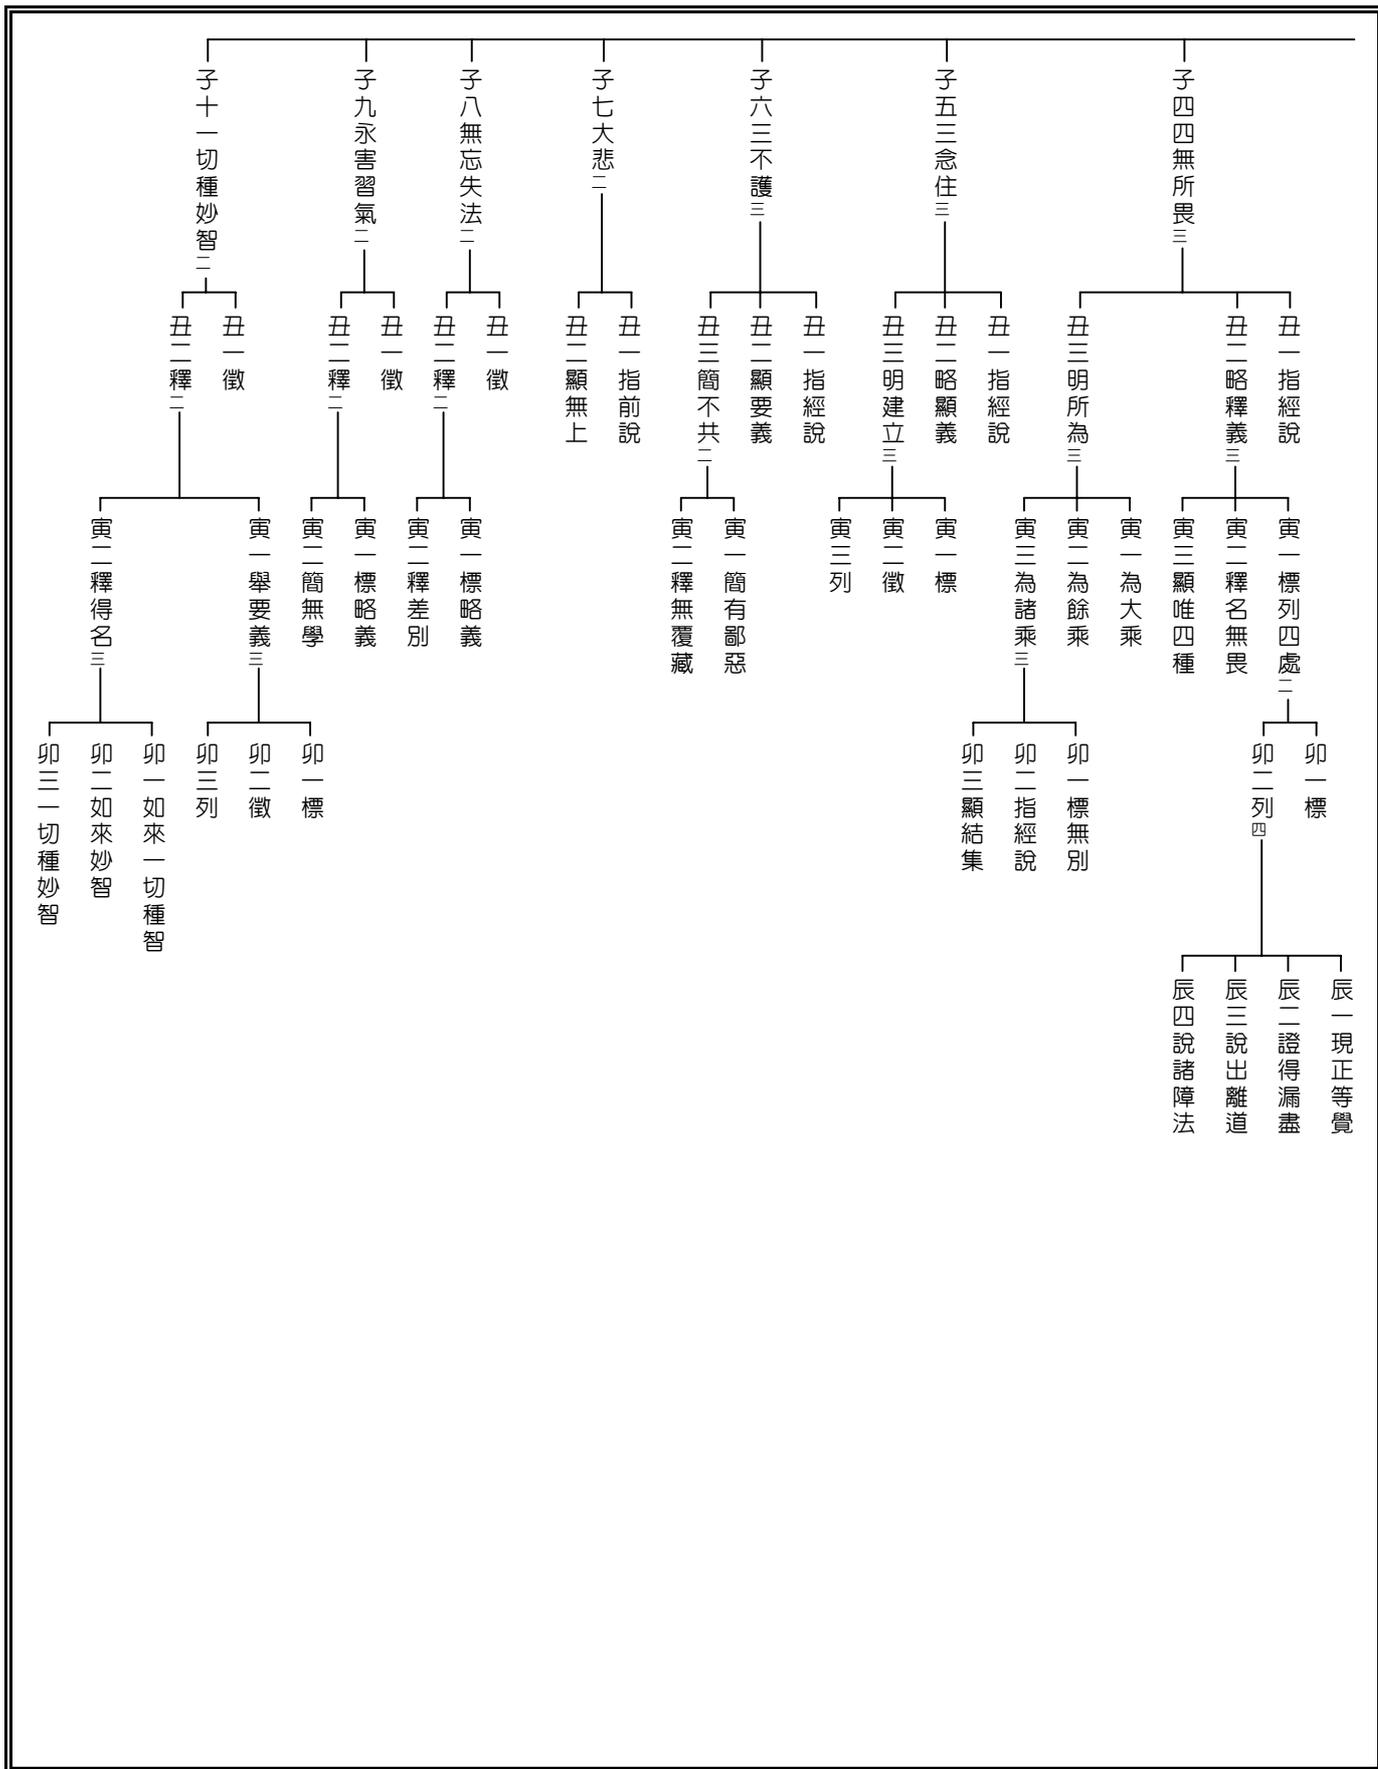 子四四無所畏三
丑一指經說
丑二略釋義三
寅一標列四處二
卯一標
卯二列四
辰一現正等覺
辰二證得漏盡
辰三說出離道
辰四說諸障法
寅二釋名無畏
寅三顯唯四種
丑三明所為三
寅一為大乘
寅二為餘乘
寅三為諸乘三
卯一標無別
卯二指經說
卯三顯結集
子五三念住三
丑一指經說
丑二略顯義
丑三明建立三
寅一標
寅二徵
寅三列
子六三不護三
丑一指經說
丑二顯要義
丑三簡不共二
寅一簡有鄙惡
寅二釋無覆藏
子七大悲二
丑一指前說
丑二顯無上
子八無忘失法二
丑一徵
丑二釋二
寅一標略義
寅二釋差別
子九永害習氣二
丑一徵
丑二釋二
寅一標略義
寅二簡無學
子十一切種妙智二
丑一徵
丑二釋二
寅一舉要義三
卯一標
卯二徵
卯三列
寅二釋得名三
卯一如來一切種智
卯二如來妙智
卯三一切種妙智